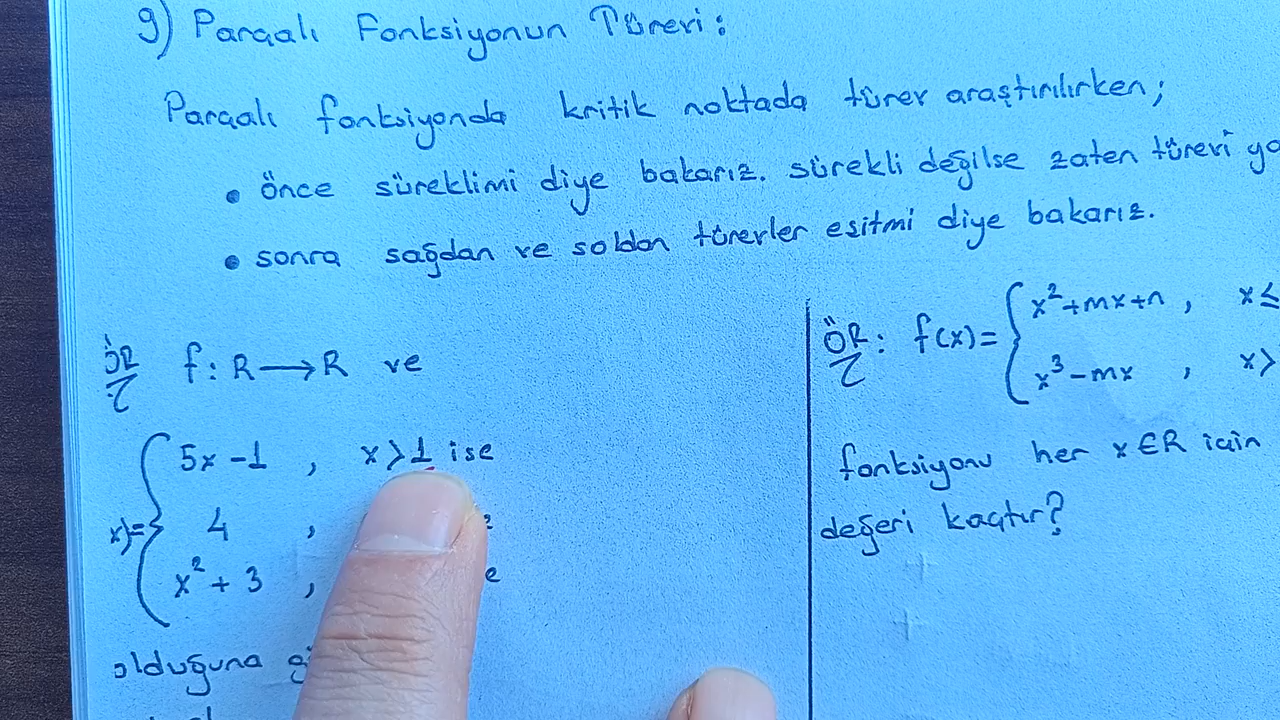 9) Parçalı Fonksiyonun Türevi:
Parçalı fonksiyonda kritik noktada türev araştırılırken;
• önce süreklimi diye bakarız. sürekli değilse zaten türevi yo
• sonra sağdan ve soldan türevler eşitmi diye bakarız.
ÖR f: R→R ve
x)= { 5x-1 , x>1 ise
4 ,
x²+3 , e
olduğuna g
ÖR: f(x)= { x²+mx+n , x≤
x³-mx , x>
fonksiyonu her x∈R için
değeri kaçtır?